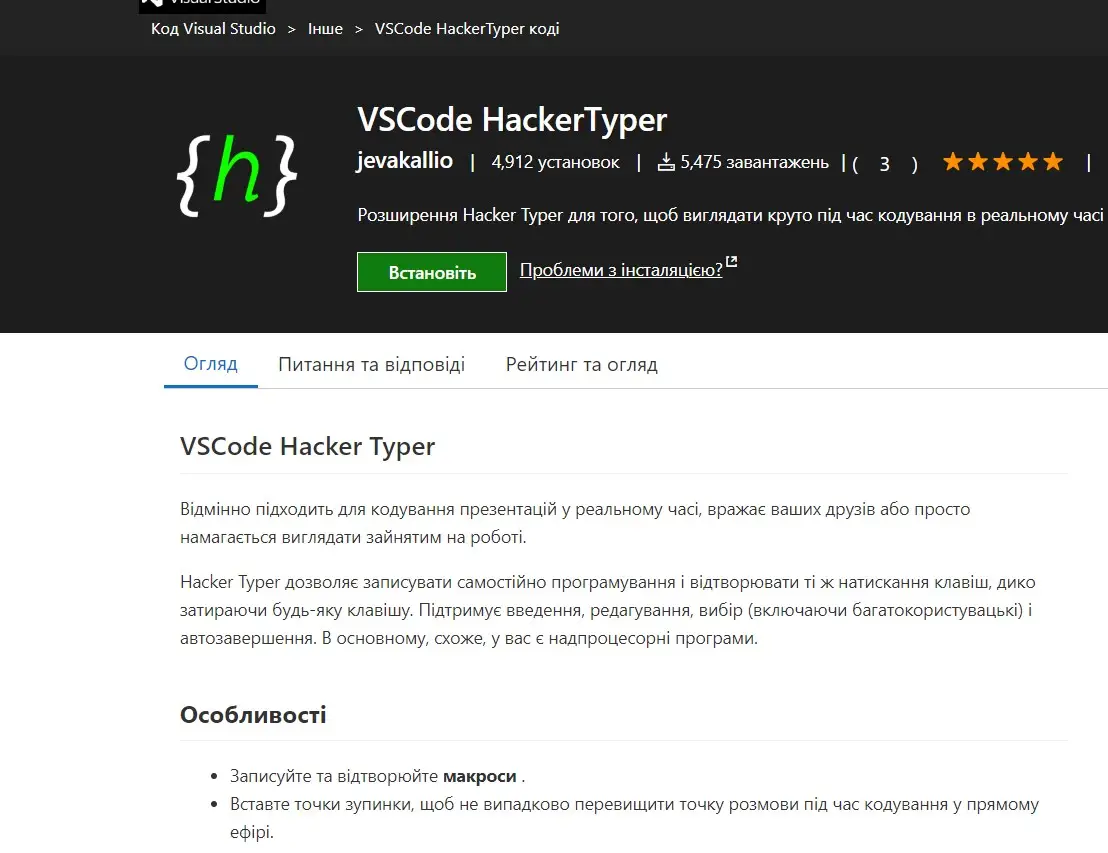 Visual Studio
Код Visual Studio > Інше > VSCode HackerTyper коді
{h}
VSCode HackerTyper
jevakallio | 4,912 установок | 5,475 завантажень | ( 3 ) ★★★★★ |
Розширення Hacker Typer для того, щоб виглядати круто під час кодування в реальному часі
Встановіть Проблеми з інсталяцією?
Огляд Питання та відповіді Рейтинг та огляд
VSCode Hacker Typer
Відмінно підходить для кодування презентацій у реальному часі, вражає ваших друзів або просто
намагається виглядати зайнятим на роботі.
Hacker Typer дозволяє записувати самостійно програмування і відтворювати ті ж натискання клавіш, дико
затираючи будь-яку клавішу. Підтримує введення, редагування, вибір (включаючи багатокористувацькі) і
автозавершення. В основному, схоже, у вас є надпроцесорні програми.
Особливості
• Записуйте та відтворюйте макроси .
• Вставте точки зупинки, щоб не випадково перевищити точку розмови під час кодування у прямому
ефірі.